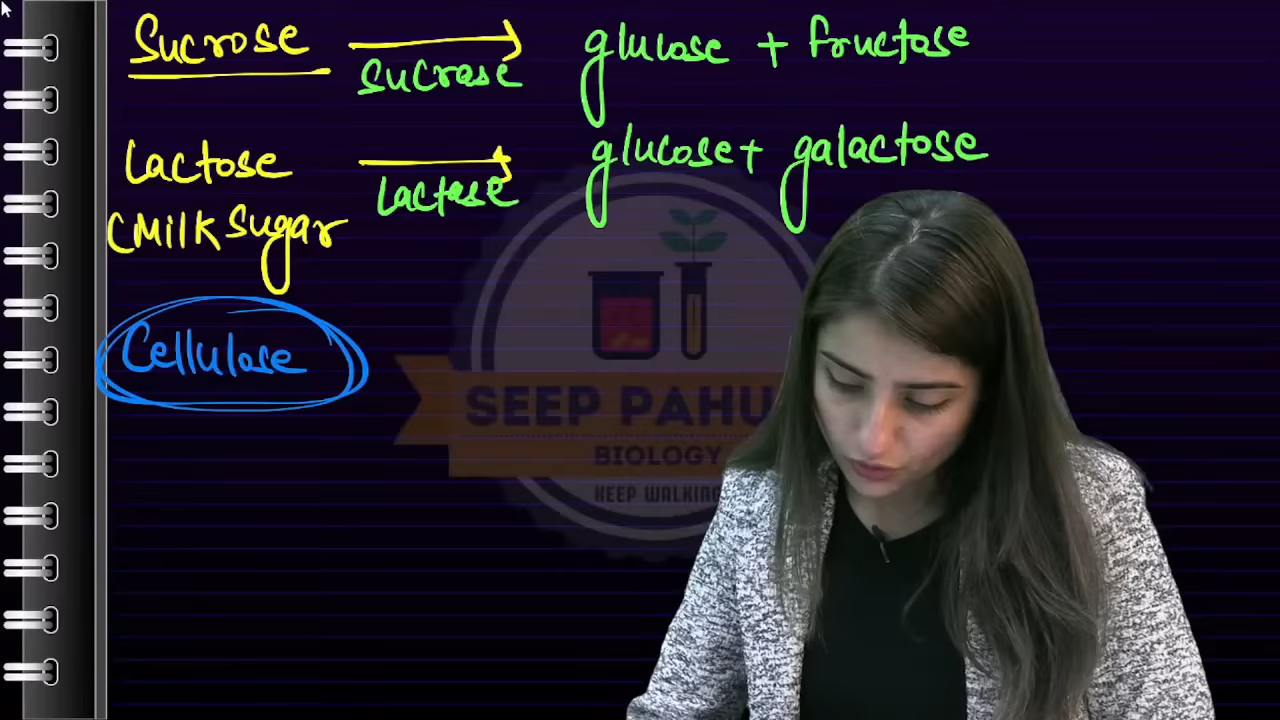 Sucrose → glucose + fructose
Sucrase
Lactose → glucose + galactose
Lactase
(Milk Sugar
Cellulose
SEEP PAHU
BIOLOGY
KEEP WALKING